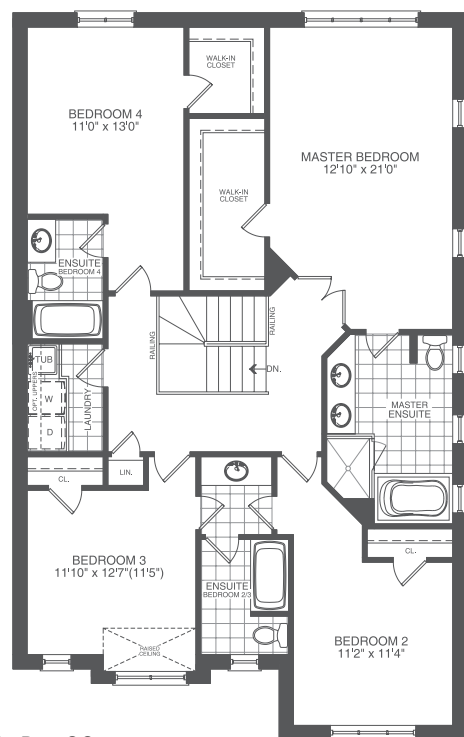 WALK-IN
CLOSET
BEDROOM 4
11'0" x 13'0"
MASTER BEDROOM
12'10" x 21'0"
WALK-IN
CLOSET
ENSUITE
BEDROOM 4
RAILING
RAILING
DN.
TUB
OPT. UPPERS
W
D
LAUNDRY
MASTER
ENSUITE
CL.
LIN.
CL.
BEDROOM 3
11'10" x 12'7"(11'5")
ENSUITE
BEDROOM 2/3
RAISED
CEILING
BEDROOM 2
11'2" x 11'4"